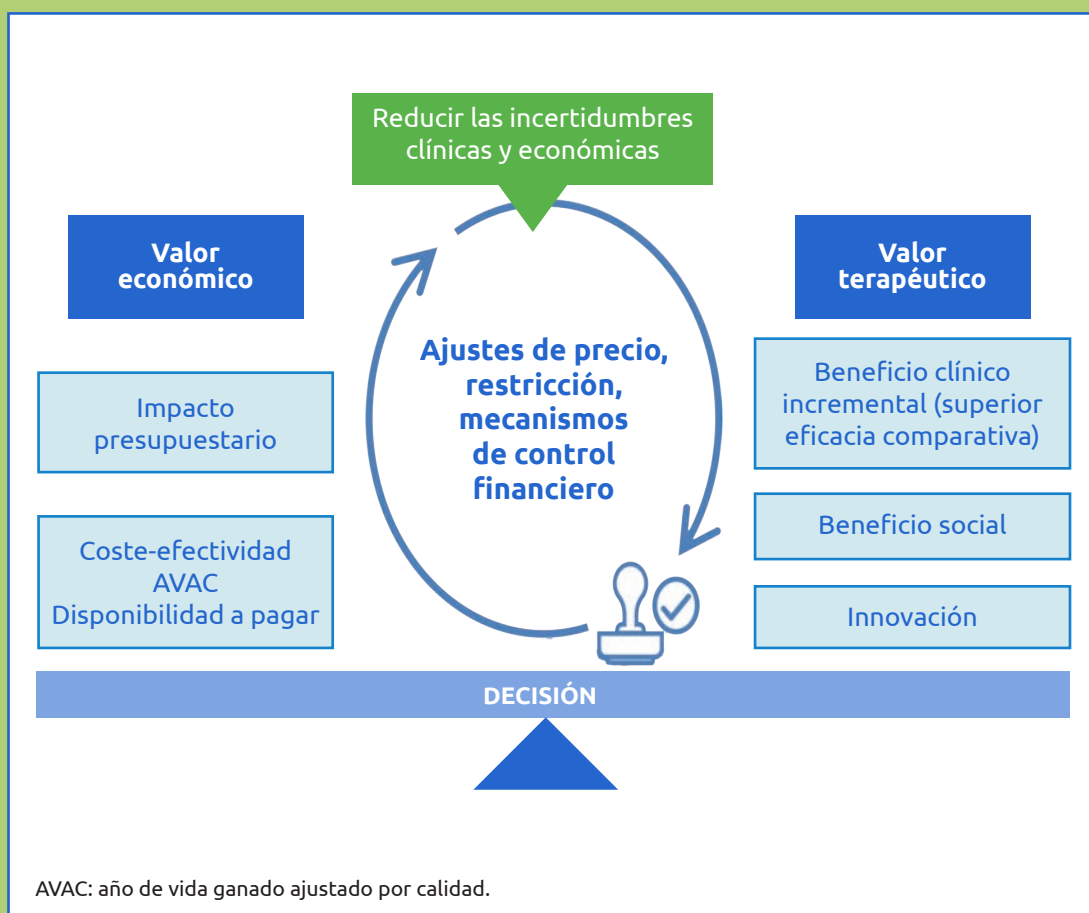 Reducir las incertidumbres
clínicas y económicas
Valor
económico
Valor
terapéutico
Ajustes de precio,
restricción,
mecanismos
de control
financiero
Impacto
presupuestario
Coste-efectividad
AVAC
Disponibilidad a pagar
Beneficio clínico
incremental (superior
eficacia comparativa)
Beneficio social
Innovación
DECISIÓN
AVAC: año de vida ganado ajustado por calidad.